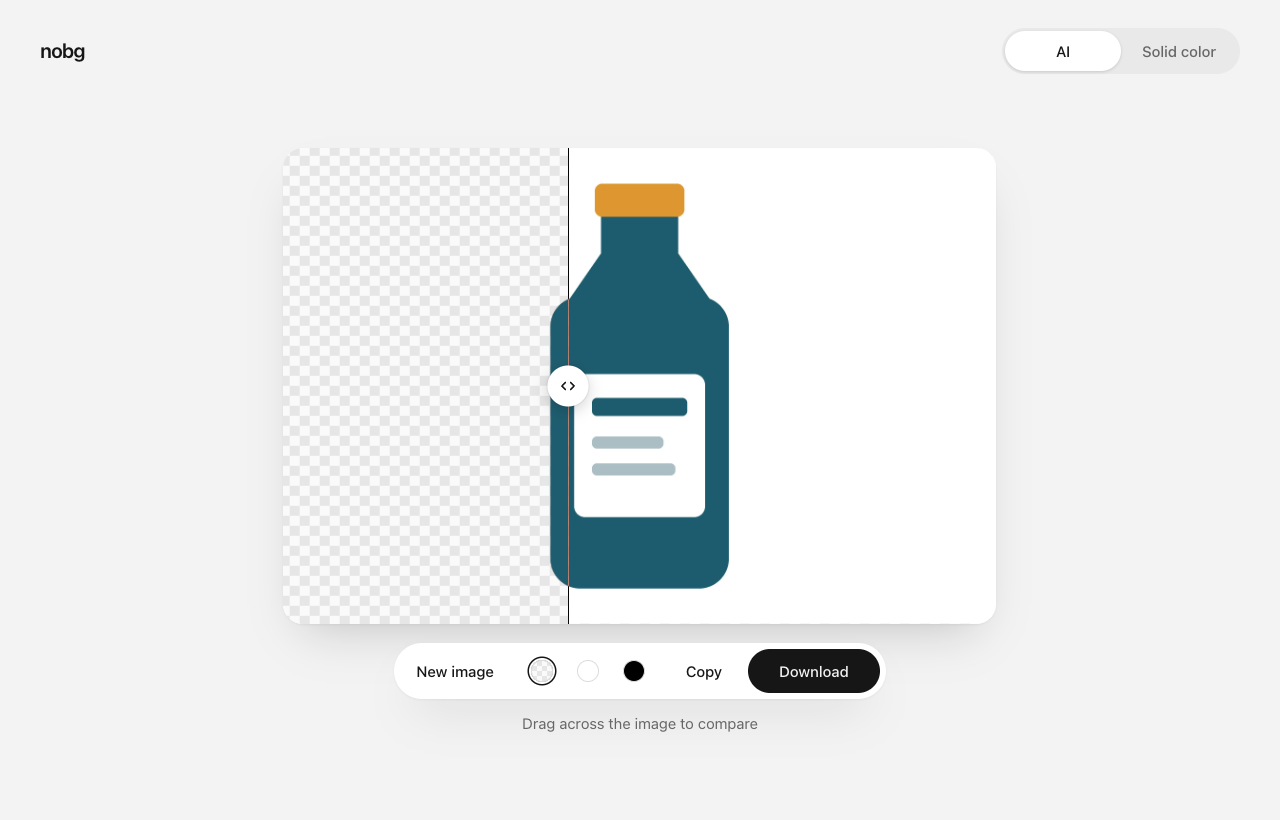 nobg
AI
Solid color
New image
Copy
Download
Drag across the image to compare